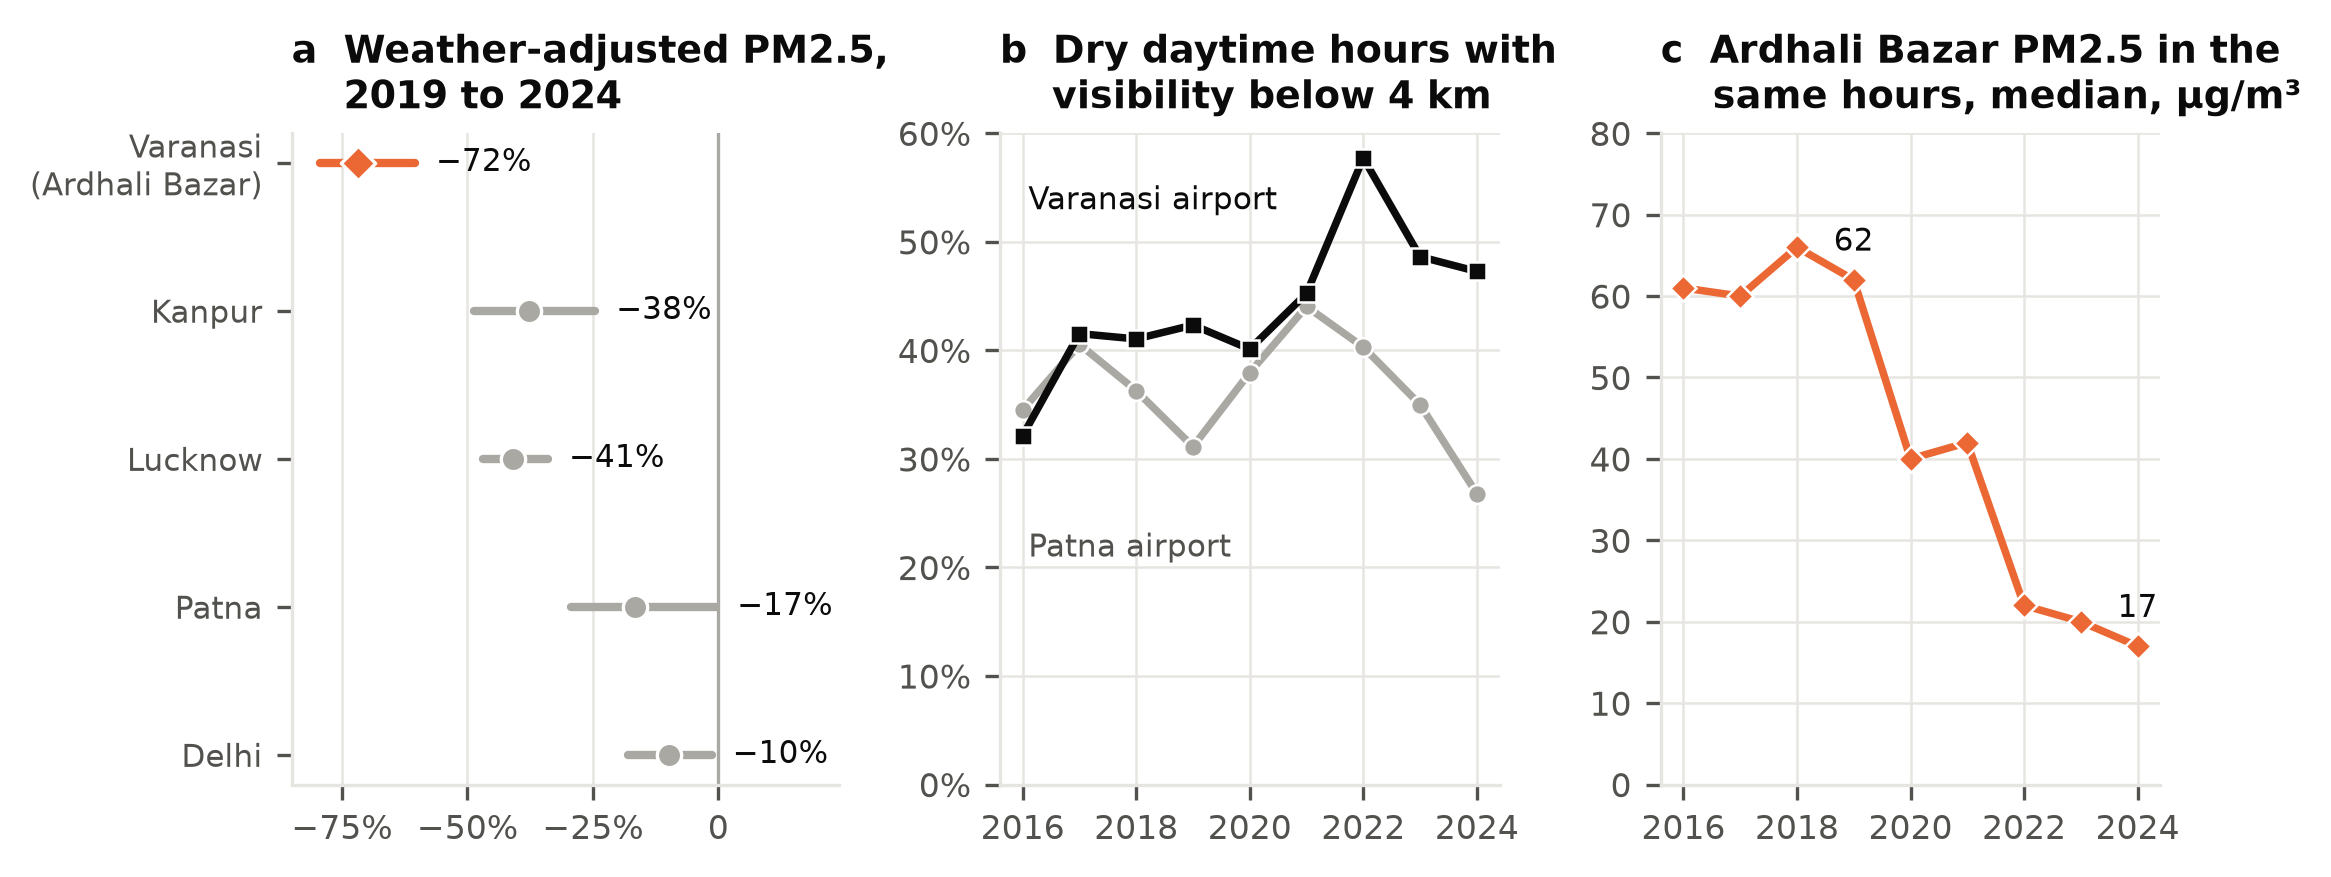 a Weather-adjusted PM2.5,
2019 to 2024
Varanasi
(Ardhali Bazar)
−72%
Kanpur
−38%
Lucknow
−41%
Patna
−17%
Delhi
−10%
−75% −50% −25% 0
b Dry daytime hours with
visibility below 4 km
60%
50%
40%
30%
20%
10%
0%
Varanasi airport
Patna airport
2016 2018 2020 2022 2024
c Ardhali Bazar PM2.5 in the
same hours, median, µg/m³
80
70
60
50
40
30
20
10
0
62
17
2016 2018 2020 2022 2024